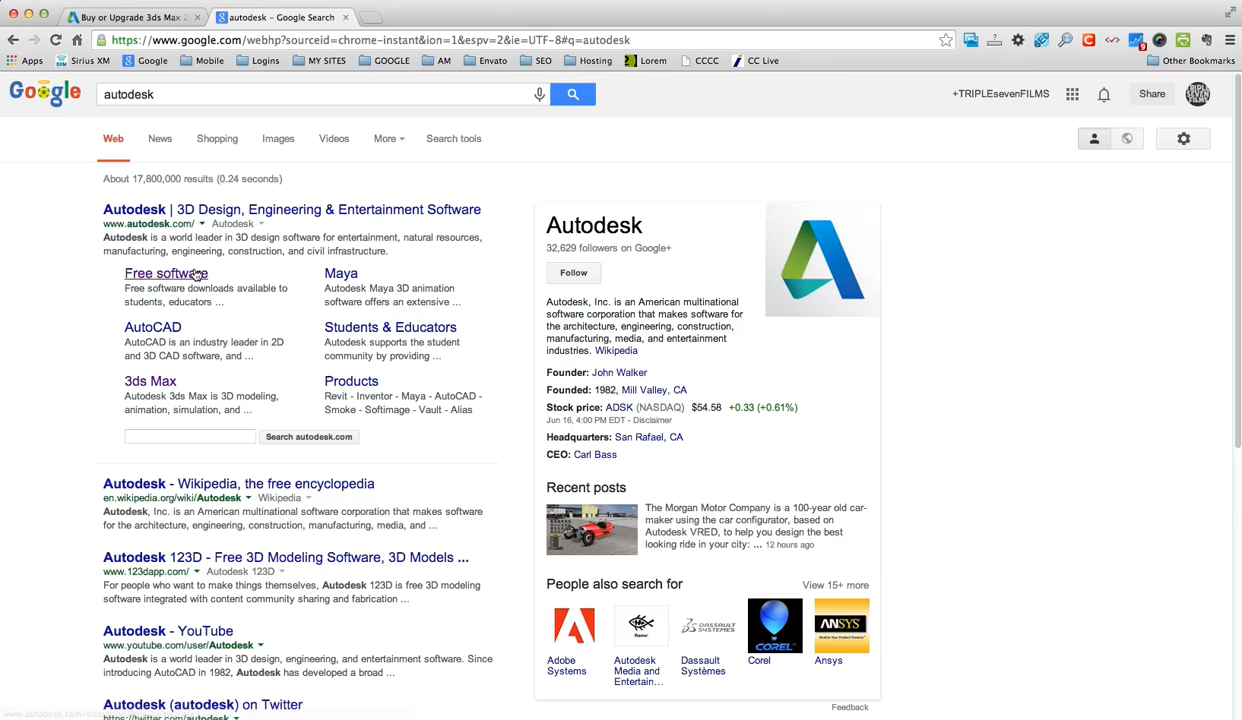 Buy or Upgrade 3ds Max 2
autodesk - Google Search
https://www.google.com/webhp?sourceid=chrome-instant&ion=1&espv=2&ie=UTF-8#q=autodesk
Apps Sirius XM Google Mobile Logins MY SITES GOOGLE AM Envato SEO Hosting Lorem CCCC CC Live Other Bookmarks
Google autodesk +TRIPLEsevenFILMS Share
Web News Shopping Images Videos More Search tools
About 17,800,000 results (0.24 seconds)
Autodesk | 3D Design, Engineering & Entertainment Software
www.autodesk.com/ Autodesk
Autodesk is a world leader in 3D design software for entertainment, natural resources,
manufacturing, engineering, construction, and civil infrastructure.
Free software
Free software downloads available to
students, educators ...
Maya
Autodesk Maya 3D animation
software offers an extensive ...
AutoCAD
AutoCAD is an industry leader in 2D
and 3D CAD software, and ...
Students & Educators
Autodesk supports the student
community by providing ...
3ds Max
Autodesk 3ds Max is 3D modeling,
animation, simulation, and ...
Products
Revit - Inventor - Maya - AutoCAD -
Smoke - Softimage - Vault - Alias
Search autodesk.com
Autodesk - Wikipedia, the free encyclopedia
en.wikipedia.org/wiki/Autodesk Wikipedia
Autodesk, Inc. is an American multinational software corporation that makes software
for the architecture, engineering, construction, manufacturing, media, and ...
Autodesk 123D - Free 3D Modeling Software, 3D Models ...
www.123dapp.com/ Autodesk 123D
For people who want to make things themselves, Autodesk 123D is free 3D modeling
software integrated with content community sharing and fabrication ...
Autodesk - YouTube
www.youtube.com/user/Autodesk
Autodesk is a world leader in 3D design, engineering, and entertainment software. Since
introducing AutoCAD in 1982, Autodesk has developed a broad ...
Autodesk (autodesk) on Twitter
https://twitter.com/autodesk
Autodesk
32,629 followers on Google+
Follow
Autodesk, Inc. is an American multinational
software corporation that makes software for
the architecture, engineering, construction,
manufacturing, media, and entertainment
industries. Wikipedia
Founder: John Walker
Founded: 1982, Mill Valley, CA
Stock price: ADSK (NASDAQ) $54.58 +0.33 (+0.61%)
Jun 16, 4:00 PM EDT - Disclaimer
Headquarters: San Rafael, CA
CEO: Carl Bass
Recent posts
The Morgan Motor Company is a 100-year old car-
maker using the car configurator, based on
Autodesk VRED, to help you design the best
looking ride in your city: ... 12 hours ago
People also search for View 15+ more
Adobe
Systems
Autodesk
Media and
Entertain...
Dassault
Systèmes
Corel
Ansys
Feedback